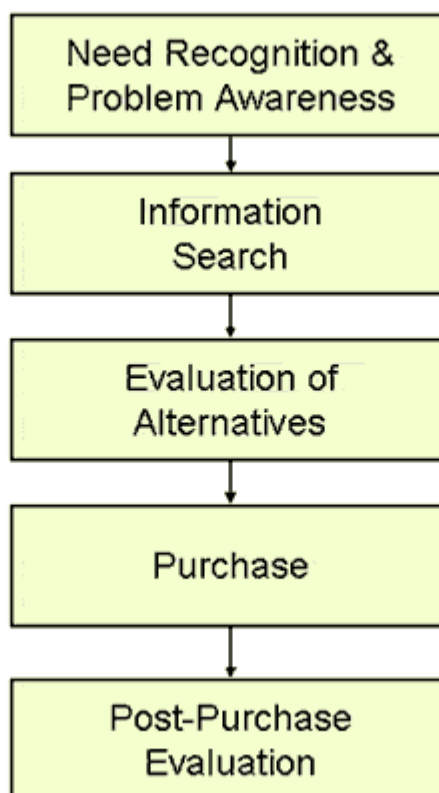 Need Recognition &
Problem Awareness
Information
Search
Evaluation of
Alternatives
Purchase
Post-Purchase
Evaluation